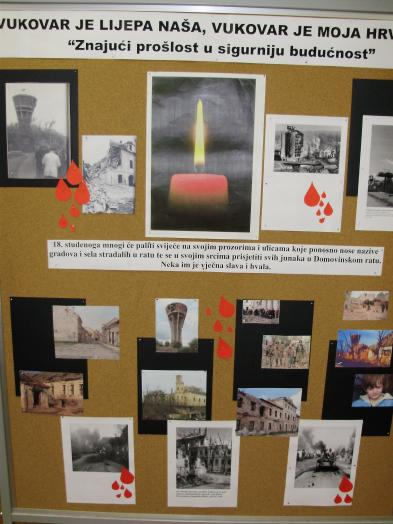 VUKOVAR JE LIJEPA NAŠA, VUKOVAR JE MOJA HRV
“Znajući prošlost u sigurniju budućnost”
18. studenoga mnogi će paliti svijeće na svojim prozorima i ulicama koje ponosno nose nazive
gradova i sela stradalih u ratu te se u svojim srcima prisjetiti svih junaka u Domovinskom ratu.
Neka im je vječna slava i hvala.